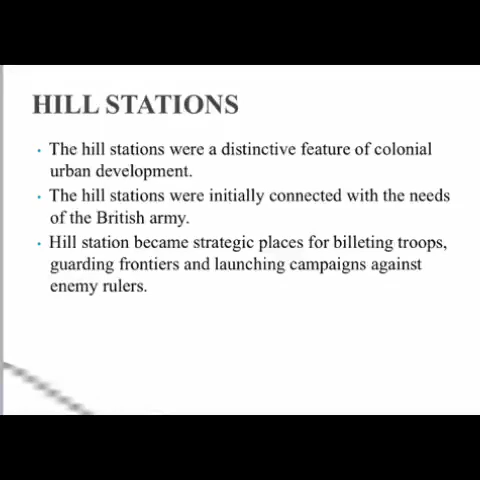 HILL STATIONS
• The hill stations were a distinctive feature of colonial
urban development.
• The hill stations were initially connected with the needs
of the British army.
• Hill station became strategic places for billeting troops,
guarding frontiers and launching campaigns against
enemy rulers.